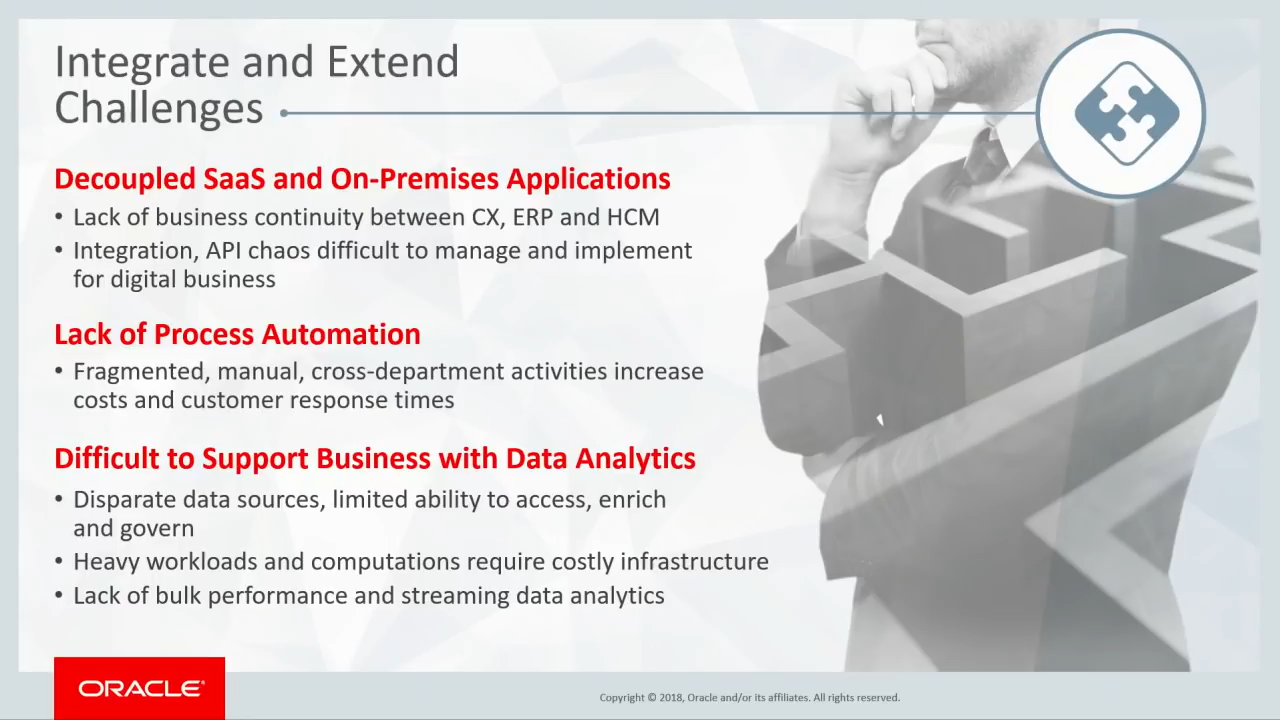 Integrate and Extend
Challenges
Decoupled SaaS and On-Premises Applications
• Lack of business continuity between CX, ERP and HCM
• Integration, API chaos difficult to manage and implement
for digital business
Lack of Process Automation
• Fragmented, manual, cross-department activities increase
costs and customer response times
Difficult to Support Business with Data Analytics
• Disparate data sources, limited ability to access, enrich
and govern
• Heavy workloads and computations require costly infrastructure
• Lack of bulk performance and streaming data analytics
ORACLE®
Copyright © 2018, Oracle and/or its affiliates. All rights reserved.